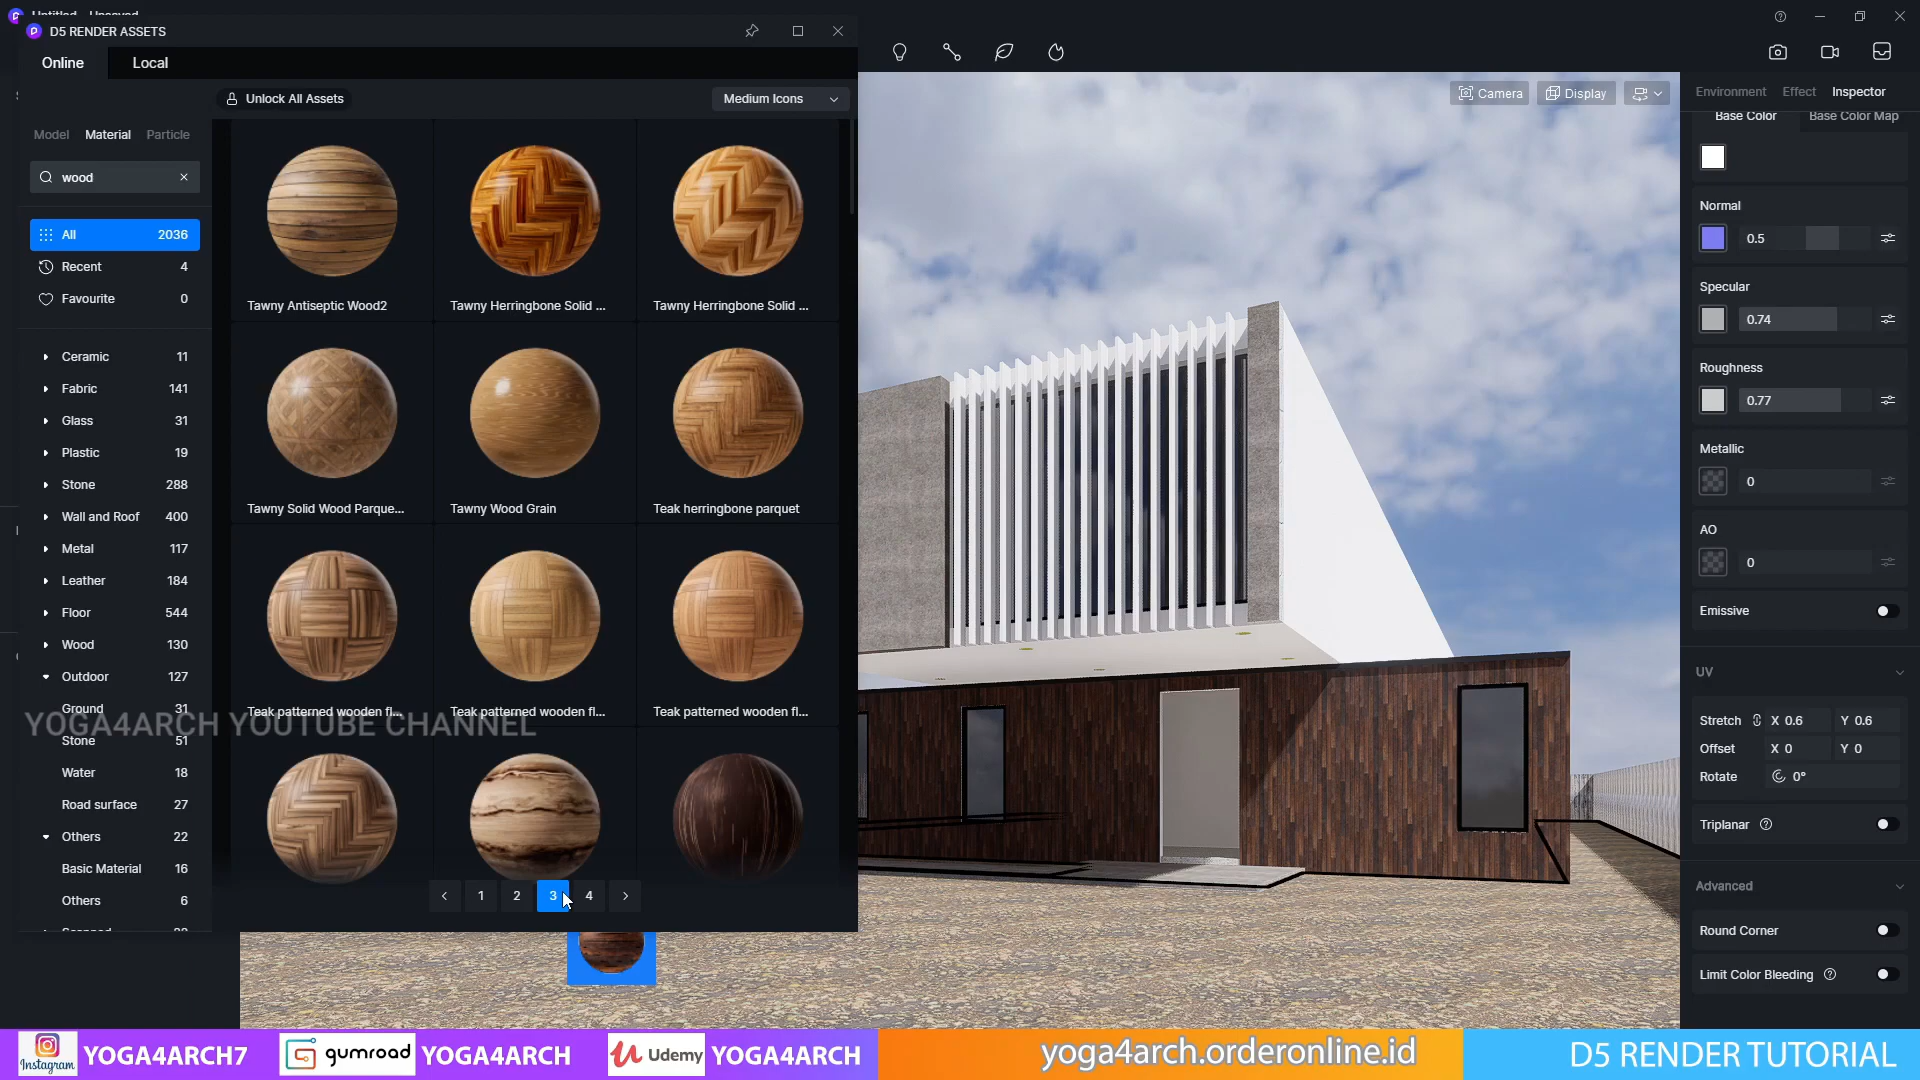 D5 RENDER ASSETS
Online
Local
Unlock All Assets
Medium Icons
Model
Material
Particle
wood
All 2036
Recent 4
Favourite 0
Ceramic 11
Fabric 141
Glass 31
Plastic 19
Stone 288
Wall and Roof 400
Metal 117
Leather 184
Floor 544
Wood 130
Outdoor 127
Ground 31
Stone 51
Water 18
Road surface 27
Others 22
Basic Material 16
Others 6
Tawny Antiseptic Wood2
Tawny Herringbone Solid ...
Tawny Herringbone Solid ...
Tawny Solid Wood Parque...
Tawny Wood Grain
Teak herringbone parquet
Teak patterned wooden fl...
Teak patterned wooden fl...
Teak patterned wooden fl...
YOGA4ARCH YOUTUBE CHANNEL
1 2 3 4
Camera
Display
Environment
Effect
Inspector
Base Color
Base Color Map
Normal
0.5
Specular
0.74
Roughness
0.77
Metallic
0
AO
0
Emissive
UV
Stretch X 0.6 Y 0.6
Offset X 0 Y 0
Rotate 0°
Triplanar
Advanced
Round Corner
Limit Color Bleeding
Instagram YOGA4ARCH7
gumroad YOGA4ARCH
Udemy YOGA4ARCH
yoga4arch.orderonline.id
D5 RENDER TUTORIAL